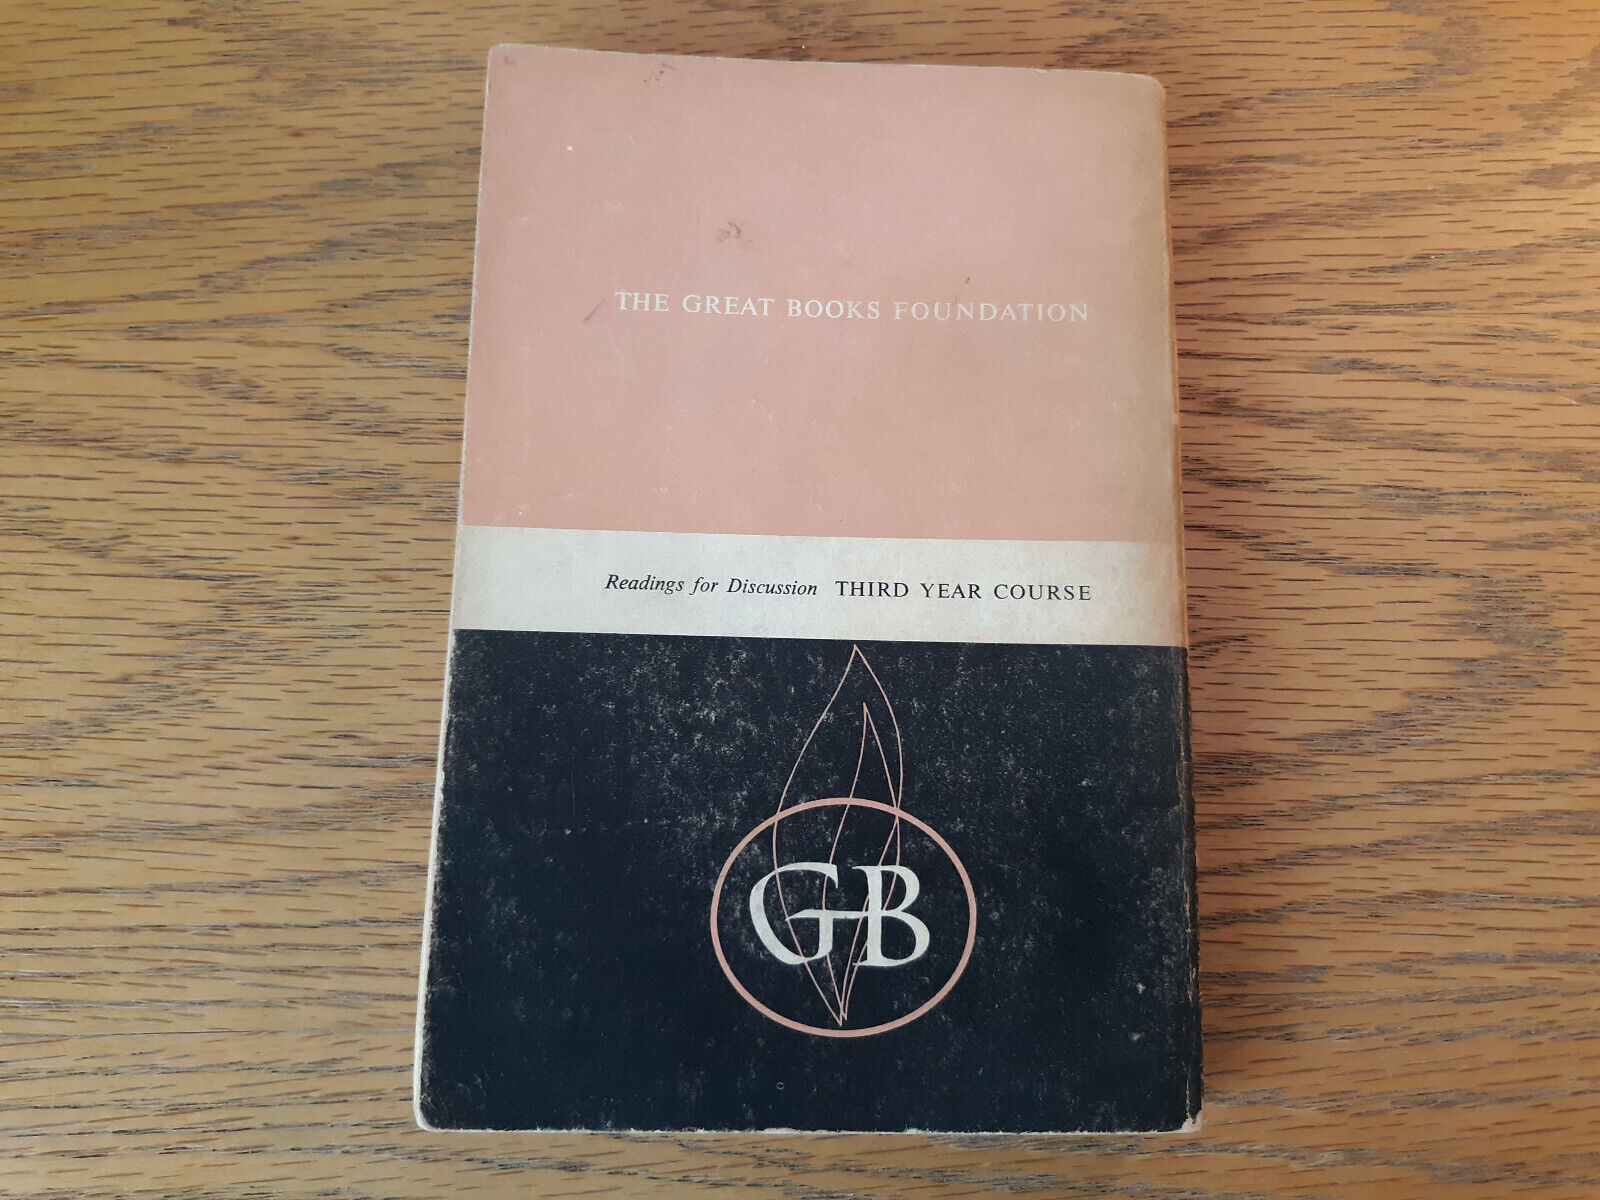 THE GREAT BOOKS FOUNDATION
Readings for Discussion THIRD YEAR COURSE
GB